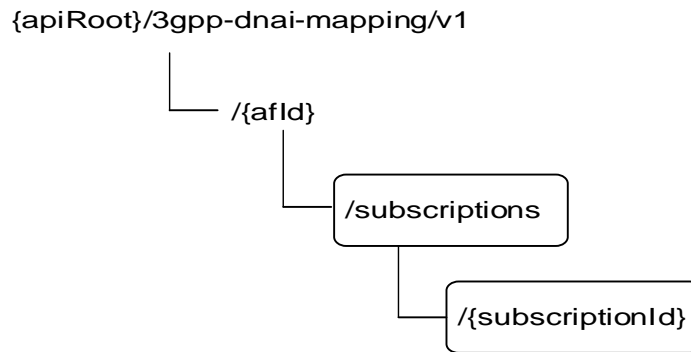 {apiRoot}/3gpp-dnai-mapping/v1
/{afId}
/subscriptions
/{subscriptionId}